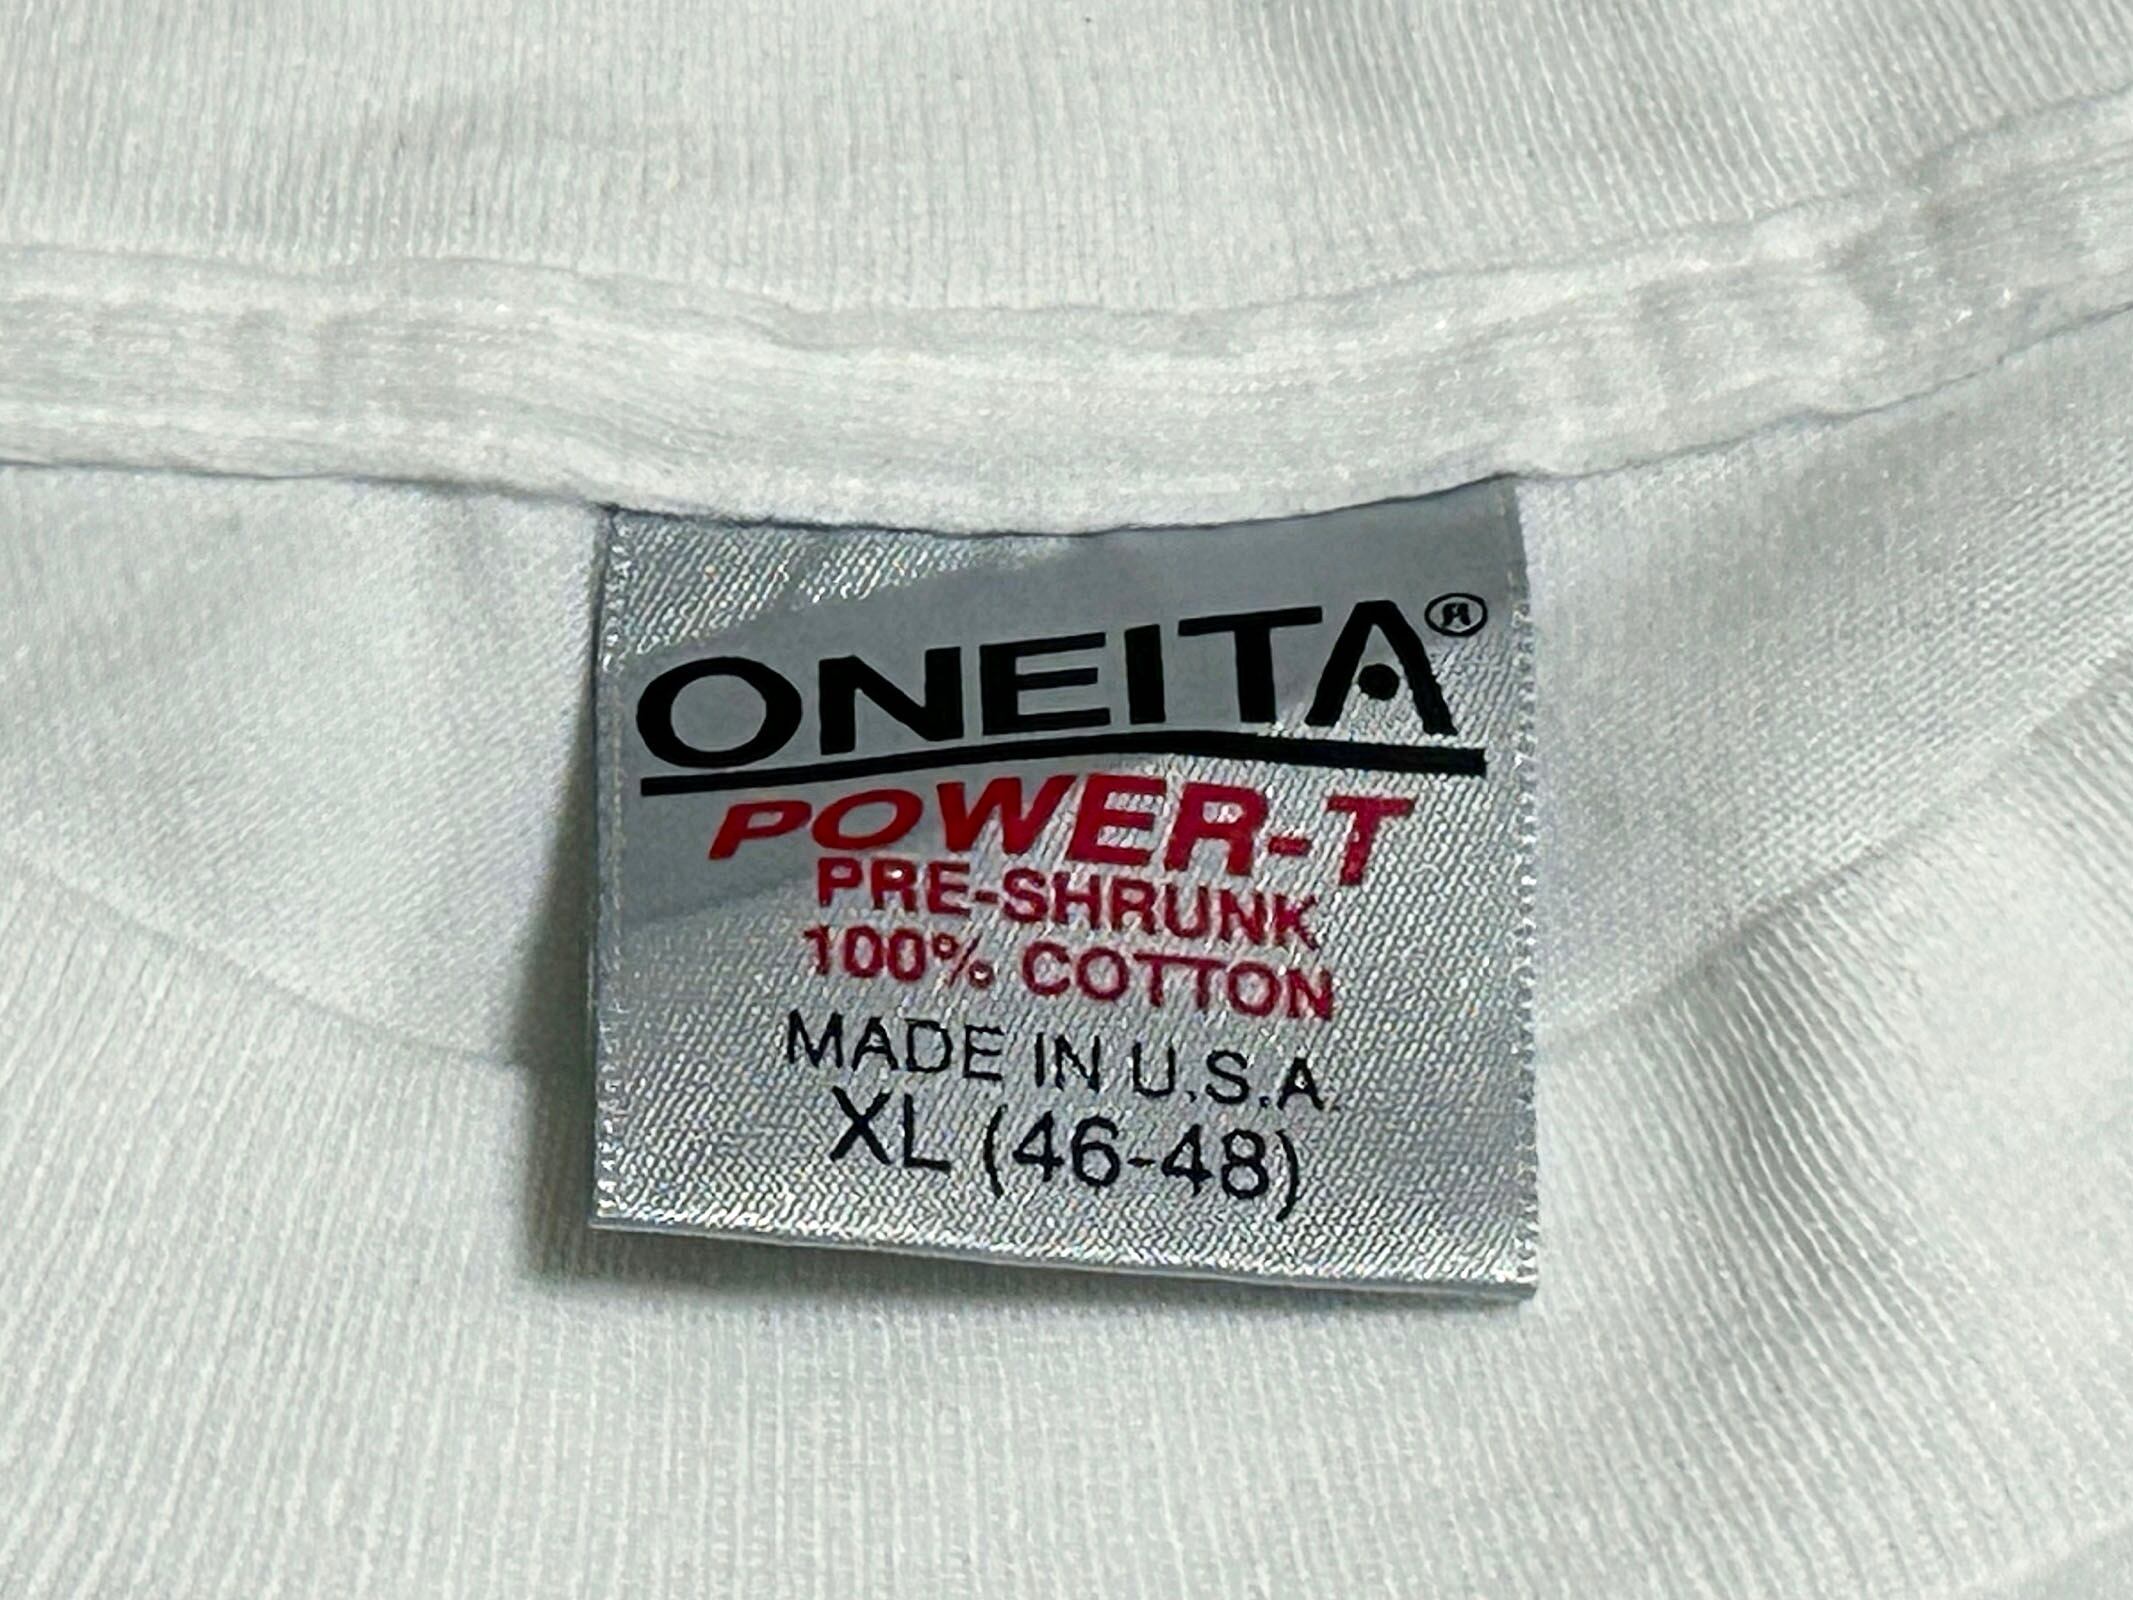 ONEITA®
POWER-T
PRE-SHRUNK
100% COTTON
MADE IN U.S.A.
XL (46-48)